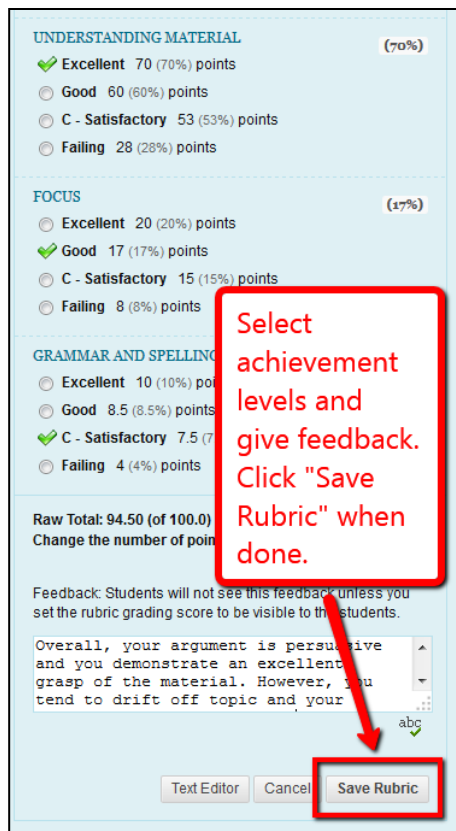 UNDERSTANDING MATERIAL
(70%)
Excellent 70 (70%) points
Good 60 (60%) points
C - Satisfactory 53 (53%) points
Failing 28 (28%) points
FOCUS
(17%)
Excellent 20 (20%) points
Good 17 (17%) points
C - Satisfactory 15 (15%) points
Failing 8 (8%) points
GRAMMAR AND SPELLING
Excellent 10 (10%)
Good 8.5 (8.5%)
C - Satisfactory 7.5
Failing 4 (4%) points
Select
achievement
levels and
give feedback.
Click "Save
Rubric" when
done.
Raw Total: 94.50 (of 100.0)
Change the number of
Feedback: Students will not see this feedback unless you
set the rubric grading score to be visible to the students.
Overall, your argument is persuasive
and you demonstrate an excellent
grasp of the material. However, you
tend to drift off topic and your
abc
Text Editor
Cancel
Save Rubric